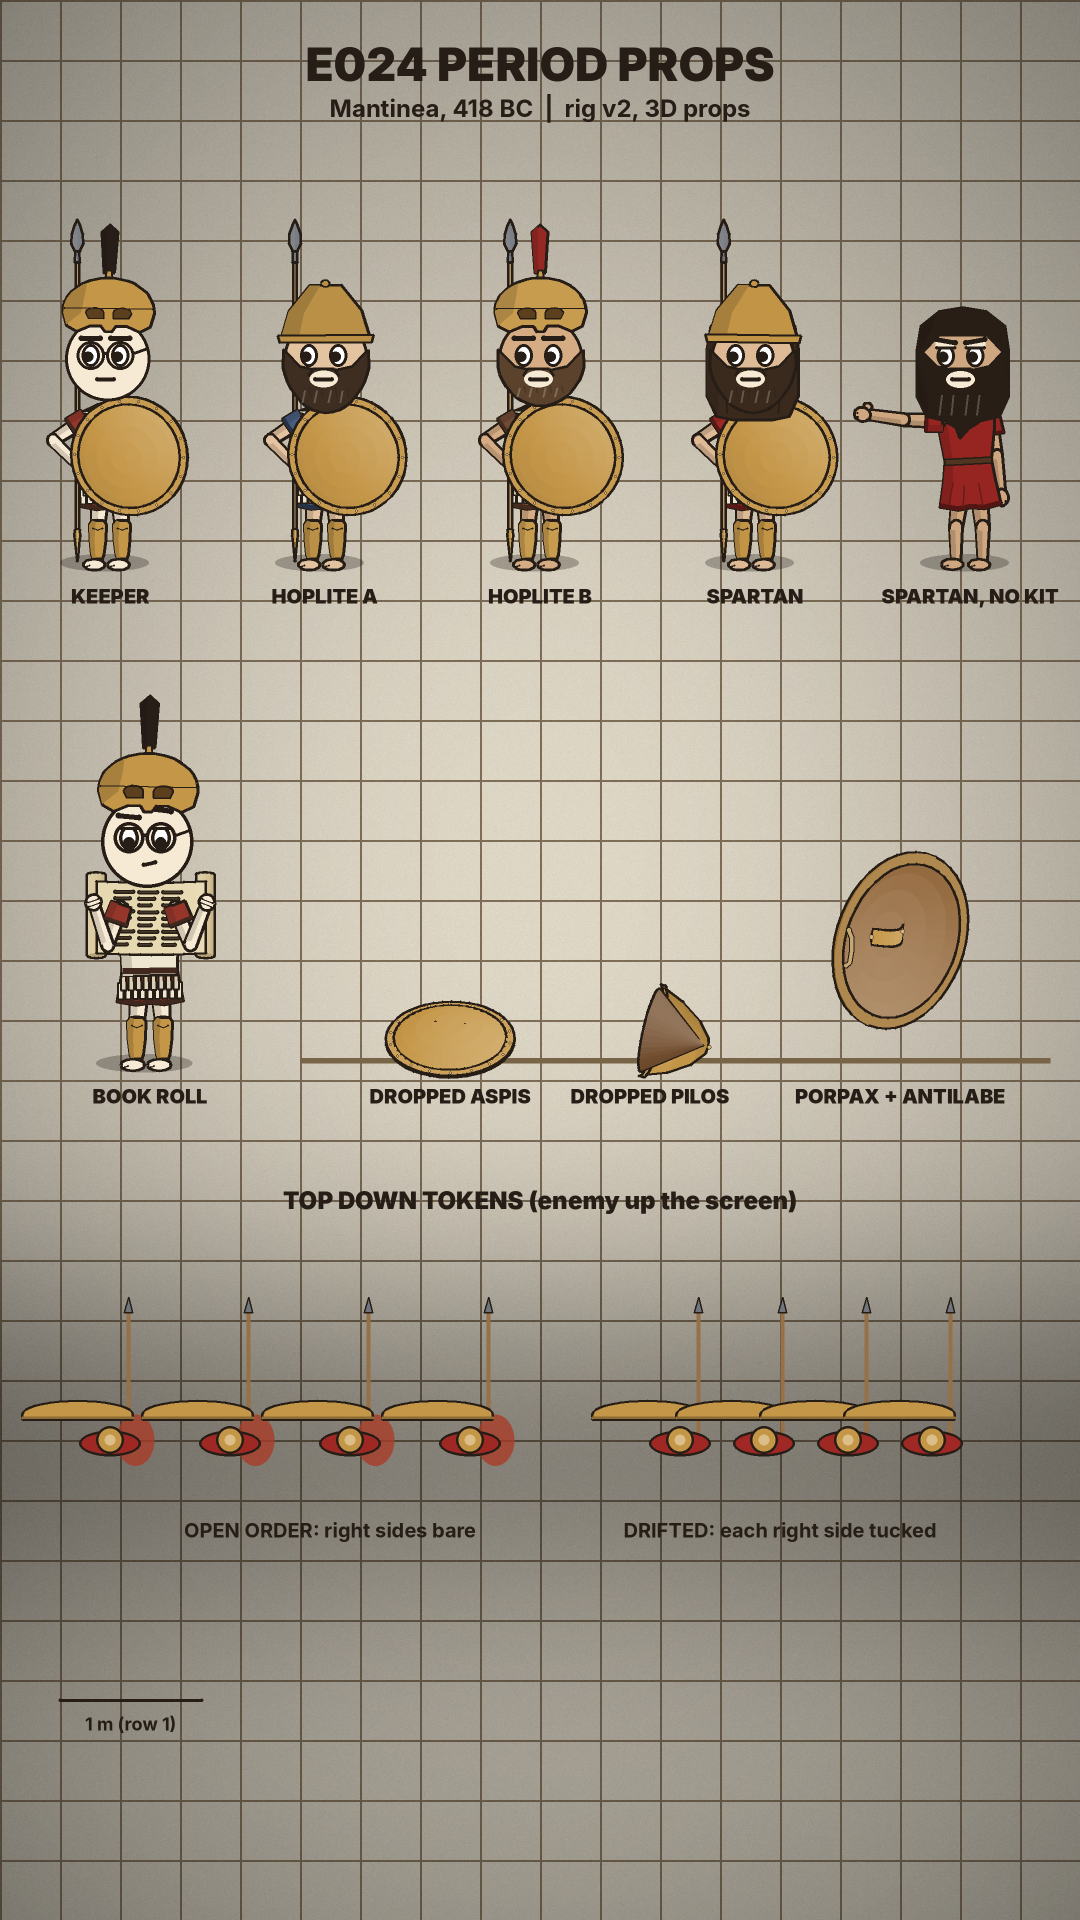 E024 PERIOD PROPS
Mantinea, 418 BC | rig v2, 3D props
KEEPER
HOPLITE A
HOPLITE B
SPARTAN
SPARTAN, NO KIT
BOOK ROLL
DROPPED ASPIS
DROPPED PILOS
PORPAX + ANTILABE
TOP DOWN TOKENS (enemy up the screen)
OPEN ORDER: right sides bare
DRIFTED: each right side tucked
1 m (row 1)